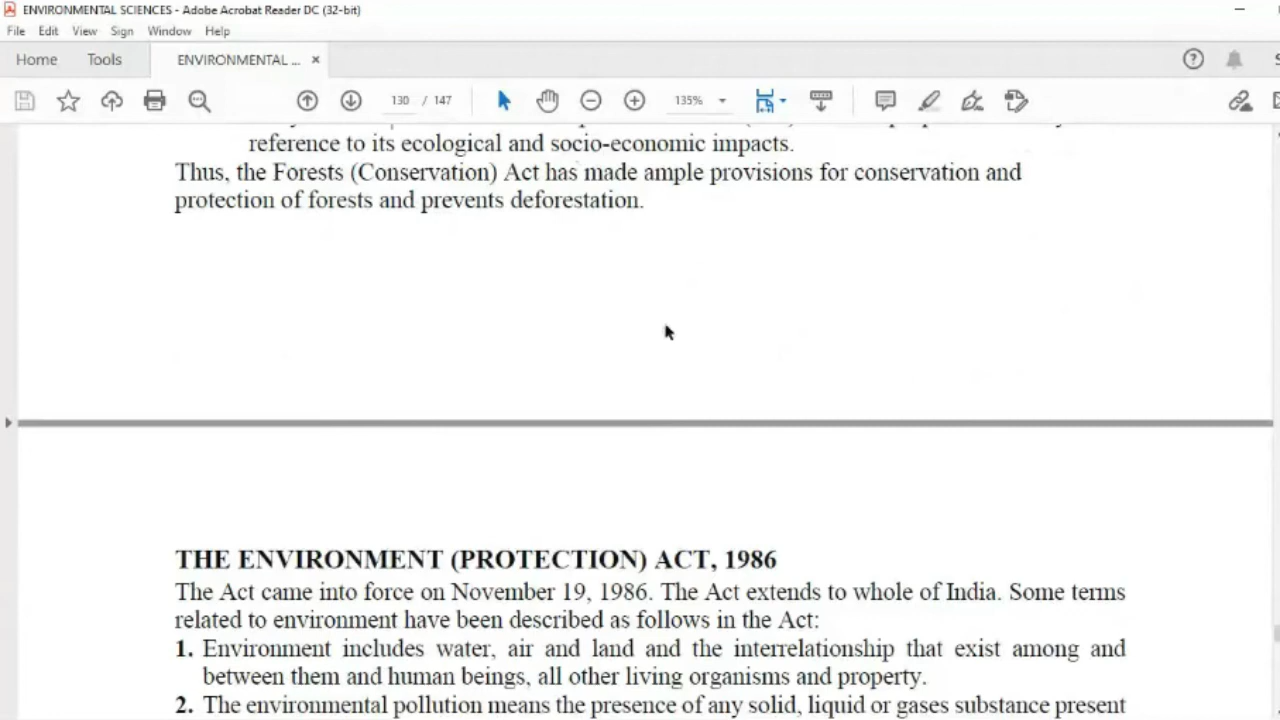 ENVIRONMENTAL SCIENCES - Adobe Acrobat Reader DC (32-bit)
File Edit View Sign Window Help
Home Tools ENVIRONMENTAL ... ×
130 / 147 135%
reference to its ecological and socio-economic impacts.
Thus, the Forests (Conservation) Act has made ample provisions for conservation and
protection of forests and prevents deforestation.
THE ENVIRONMENT (PROTECTION) ACT, 1986
The Act came into force on November 19, 1986. The Act extends to whole of India. Some terms
related to environment have been described as follows in the Act:
1. Environment includes water, air and land and the interrelationship that exist among and
between them and human beings, all other living organisms and property.
2. The environmental pollution means the presence of any solid, liquid or gases substance present